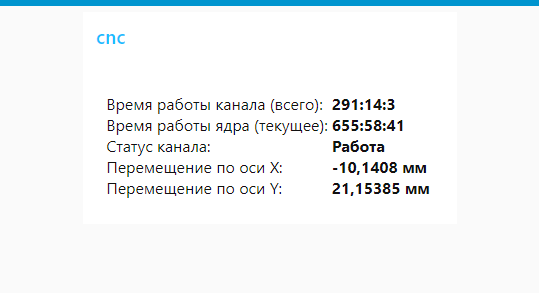 cnc
Время работы канала (всего): 291:14:3
Время работы ядра (текущее): 655:58:41
Статус канала: Работа
Перемещение по оси X: -10,1408 мм
Перемещение по оси Y: 21,15385 мм